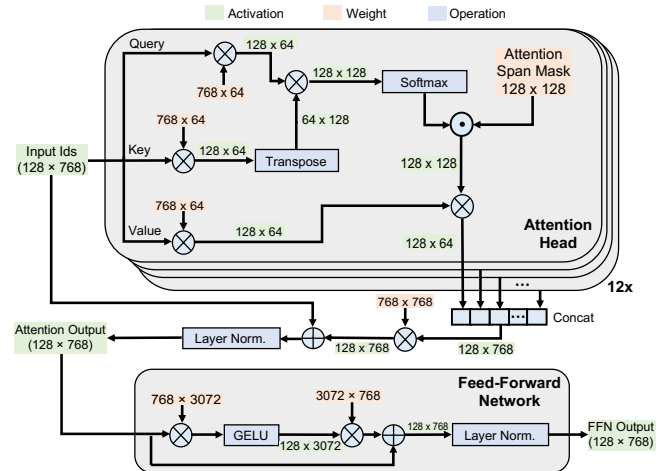 Activation Weight Operation
Query
128 x 64
128 x 128
Softmax
Attention
Span Mask
128 x 128
768 x 64
64 x 128
768 x 64
Input Ids
(128 × 768)
Key
128 x 64
Transpose
128 x 128
768 x 64
Value
128 x 64
128 x 64
Attention
Head
12x
...
768 x 768
...
Concat
Attention Output
(128 × 768)
Layer Norm.
128 x 768
128 x 768
Feed-Forward
Network
768 × 3072
3072 × 768
GELU
128 x 3072
128 x 768
Layer Norm.
FFN Output
(128 × 768)